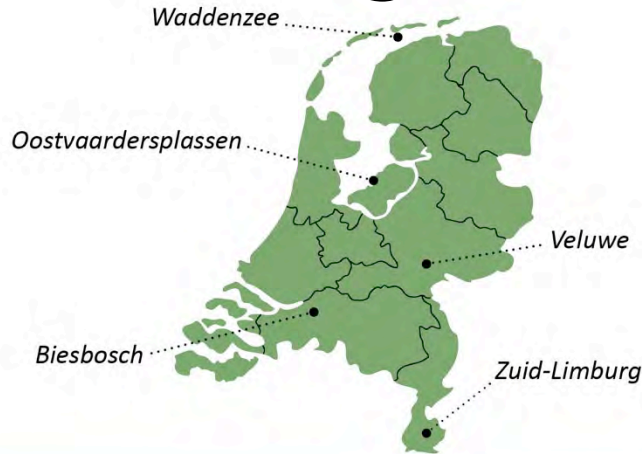 Waddenzee
Oostvaardersplassen
Veluwe
Biesbosch
Zuid-Limburg